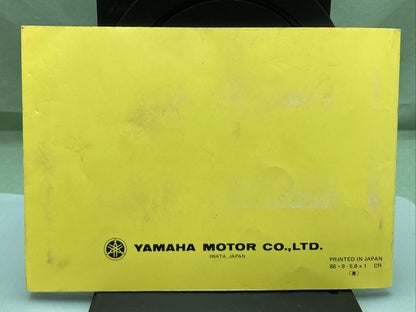 YAMAHA MOTOR CO.,LTD.
IWATA, JAPAN
PRINTED IN JAPAN
86 • 9 - 5.8 x 1 CR